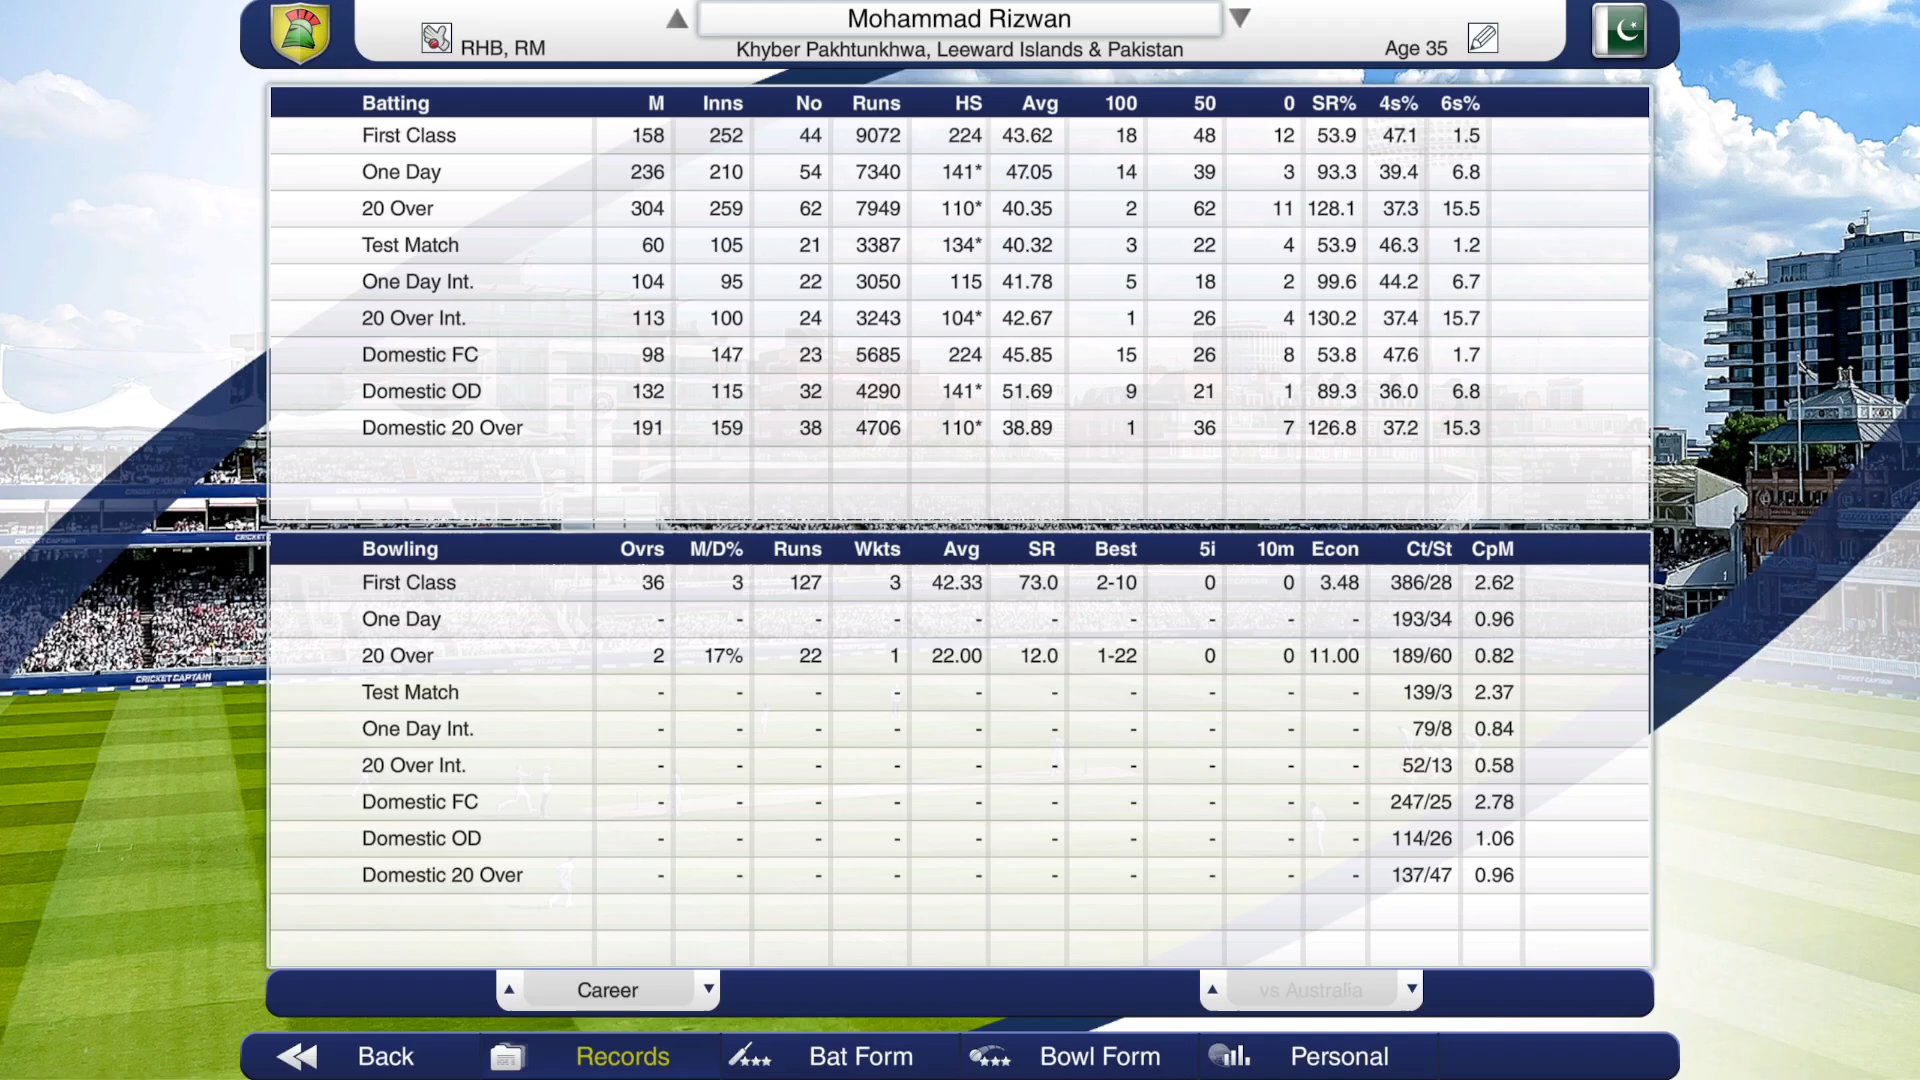 Mohammad Rizwan
RHB, RM
Khyber Pakhtunkhwa, Leeward Islands & Pakistan
Age 35
Batting M Inns No Runs HS Avg 100 50 0 SR% 4s% 6s%
First Class 158 252 44 9072 224 43.62 18 48 12 53.9 47.1 1.5
One Day 236 210 54 7340 141* 47.05 14 39 3 93.3 39.4 6.8
20 Over 304 259 62 7949 110* 40.35 2 62 11 128.1 37.3 15.5
Test Match 60 105 21 3387 134* 40.32 3 22 4 53.9 46.3 1.2
One Day Int. 104 95 22 3050 115 41.78 5 18 2 99.6 44.2 6.7
20 Over Int. 113 100 24 3243 104* 42.67 1 26 4 130.2 37.4 15.7
Domestic FC 98 147 23 5685 224 45.85 15 26 8 53.8 47.6 1.7
Domestic OD 132 115 32 4290 141* 51.69 9 21 1 89.3 36.0 6.8
Domestic 20 Over 191 159 38 4706 110* 38.89 1 36 7 126.8 37.2 15.3
Bowling Ovrs M/D% Runs Wkts Avg SR Best 5i 10m Econ Ct/St CpM
First Class 36 3 127 3 42.33 73.0 2-10 0 0 3.48 386/28 2.62
One Day - - - - - - - - - - 193/34 0.96
20 Over 2 17% 22 1 22.00 12.0 1-22 0 0 11.00 189/60 0.82
Test Match - - - - - - - - - - 139/3 2.37
One Day Int. - - - - - - - - - - 79/8 0.84
20 Over Int. - - - - - - - - - - 52/13 0.58
Domestic FC - - - - - - - - - - 247/25 2.78
Domestic OD - - - - - - - - - - 114/26 1.06
Domestic 20 Over - - - - - - - - - - 137/47 0.96
CRICKET CAPTAIN
Career
vs Australia
Back Records Bat Form Bowl Form Personal